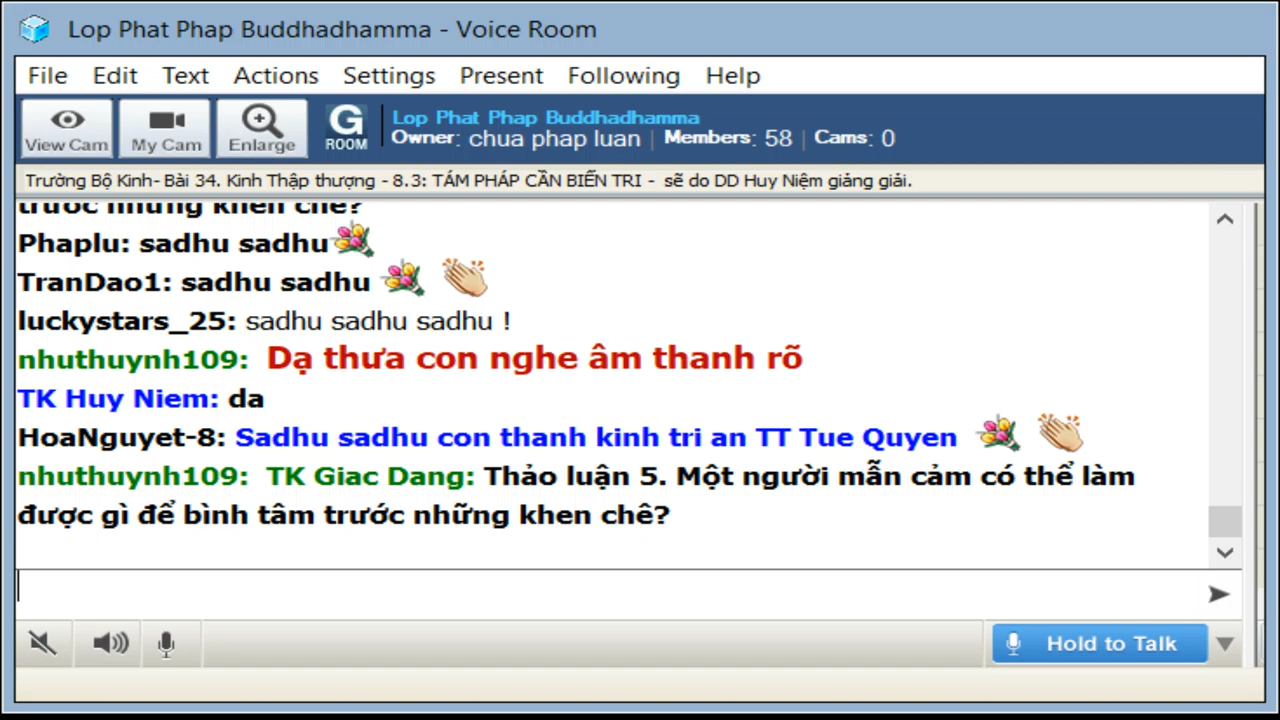 Lop Phat Phap Buddhadhamma - Voice Room
File Edit Text Actions Settings Present Following Help
View Cam My Cam Enlarge G ROOM
Lop Phat Phap Buddhadhamma
Owner: chua phap luan | Members: 58 | Cams: 0
Trường Bộ Kinh- Bài 34. Kinh Thập thượng - 8.3: TÁM PHÁP CẦN BIẾN TRI - sẽ do DD Huy Niệm giảng giải.
trước những khen chê?
Phaplu: sadhu sadhu
TranDao1: sadhu sadhu
luckystars_25: sadhu sadhu sadhu !
nhuthuynh109: Dạ thưa con nghe âm thanh rõ
TK Huy Niem: da
HoaNguyet-8: Sadhu sadhu con thanh kinh tri an TT Tue Quyen
nhuthuynh109: TK Giac Dang: Thảo luận 5. Một người mẫn cảm có thể làm
được gì để bình tâm trước những khen chê?
Hold to Talk